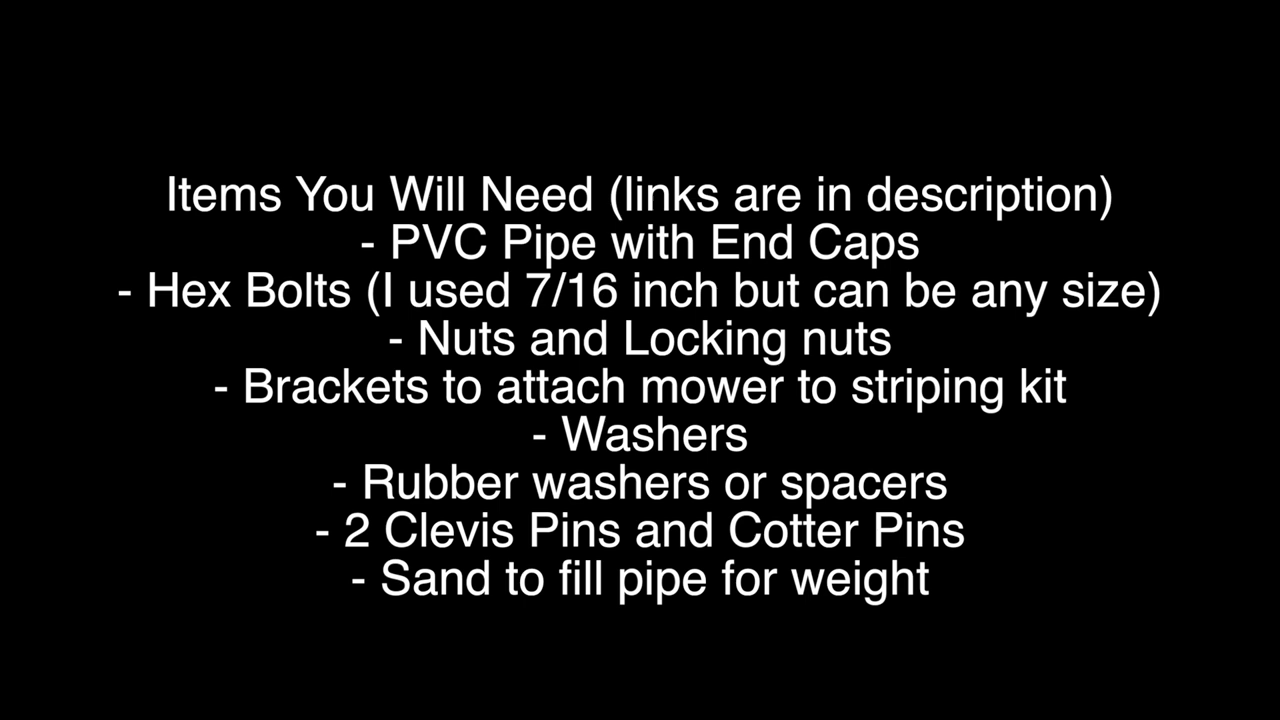 Items You Will Need (links are in description)
- PVC Pipe with End Caps
- Hex Bolts (I used 7/16 inch but can be any size)
- Nuts and Locking nuts
- Brackets to attach mower to striping kit
- Washers
- Rubber washers or spacers
- 2 Clevis Pins and Cotter Pins
- Sand to fill pipe for weight